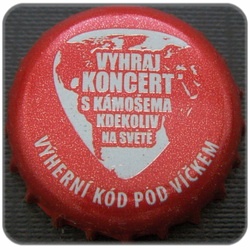 VYHRAJ
KONCERT
S KÁMOŠEMA
KDEKOLIV
NA SVĚTĚ
VÝHERNÍ KÓD POD VÍČKEM